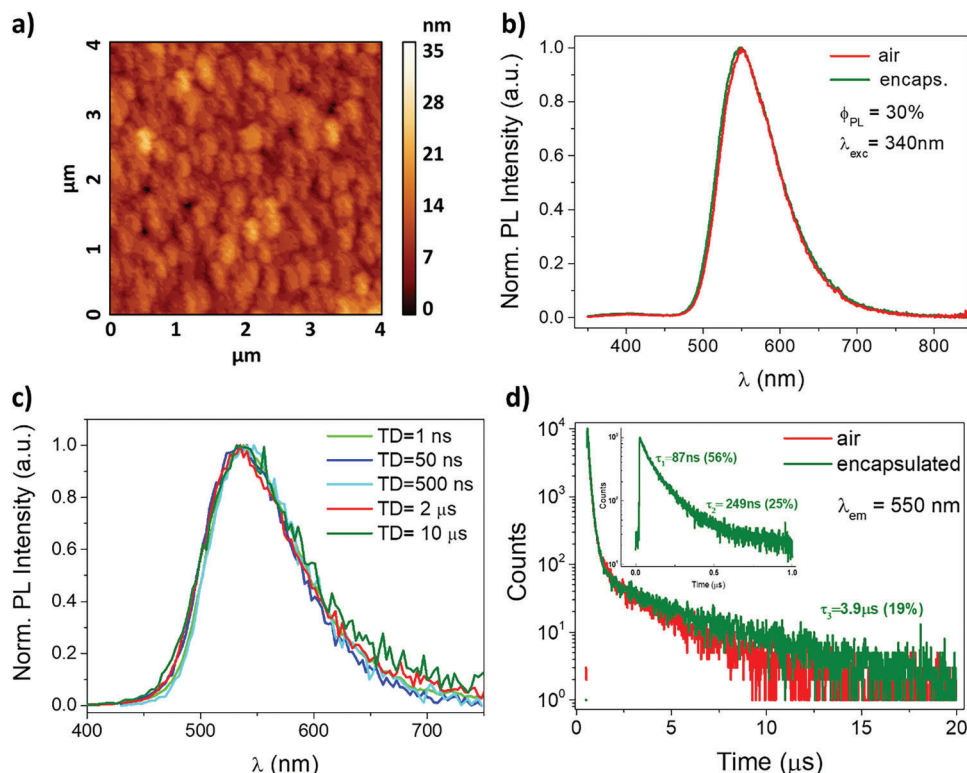 a)
nm
35
28
21
14
7
0
4
3
2
1
0
μm
0
1
2
3
4
μm
b)
Norm. PL Intensity (a.u.)
1.0
0.8
0.6
0.4
0.2
0.0
400
500
600
700
800
λ (nm)
air
encaps.
ϕPL = 30%
λexc = 340nm
c)
Norm. PL Intensity (a.u.)
1.0
0.8
0.6
0.4
0.2
0.0
400
500
600
700
λ (nm)
TD=1 ns
TD=50 ns
TD=500 ns
TD= 2 μs
TD= 10 μs
d)
Counts
10⁴
10³
10²
10¹
10⁰
0
5
10
15
20
Time (μs)
air
encapsulated
λem = 550 nm
τ3=3.9μs (19%)
Counts
10³
10²
10¹
τ1=87ns (56%)
τ2=249ns (25%)
0.0
0.5
1.0
Time (μs)